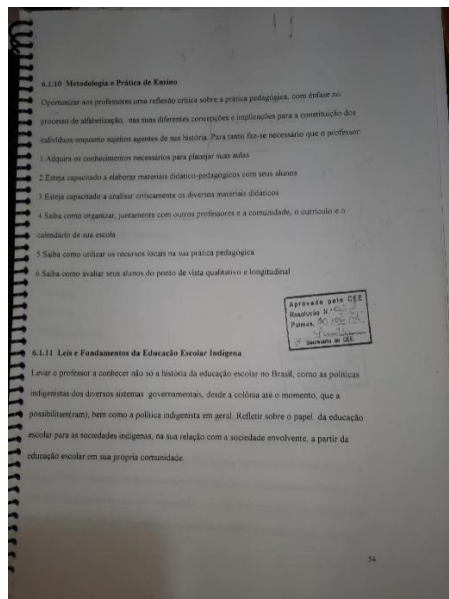 6.1.10 Metodologia e Prática de Ensino
Oportunizar aos professores uma reflexão crítica sobre a prática pedagógica, com ênfase no
processo de alfabetização, nas suas diferentes concepções e implicações para a constituição dos
indivíduos enquanto sujeitos agentes de sua história. Para tanto faz-se necessário que o professor:
1.Adquira os conhecimentos necessários para planejar suas aulas
2.Esteja capacitado a elaborar materiais didático-pedagógicos com seus alunos
3.Esteja capacitado a analisar criticamente os diversos materiais didáticos
4.Saiba como organizar, juntamente com outros professores e a comunidade, o currículo e o
calendário de sua escola
5.Saiba como utilizar os recursos locais na sua prática pedagógica
6.Saiba como avaliar seus alunos do ponto de vista qualitativo e longitudinal
Aprovado pelo CEE
Resolução N.º
Palmas,
Secretaria do CEE
6.1.11 Leis e Fundamentos da Educação Escolar Indígena
Levar o professor a conhecer não só a história da educação escolar no Brasil, como as políticas
indigenistas dos diversos sistemas governamentais, desde a colônia até o momento, que a
possibilitam(ram), bem como a política indigenista em geral. Refletir sobre o papel da educação
escolar para as sociedades indígenas, na sua relação com a sociedade envolvente, a partir da
educação escolar em sua própria comunidade.
54